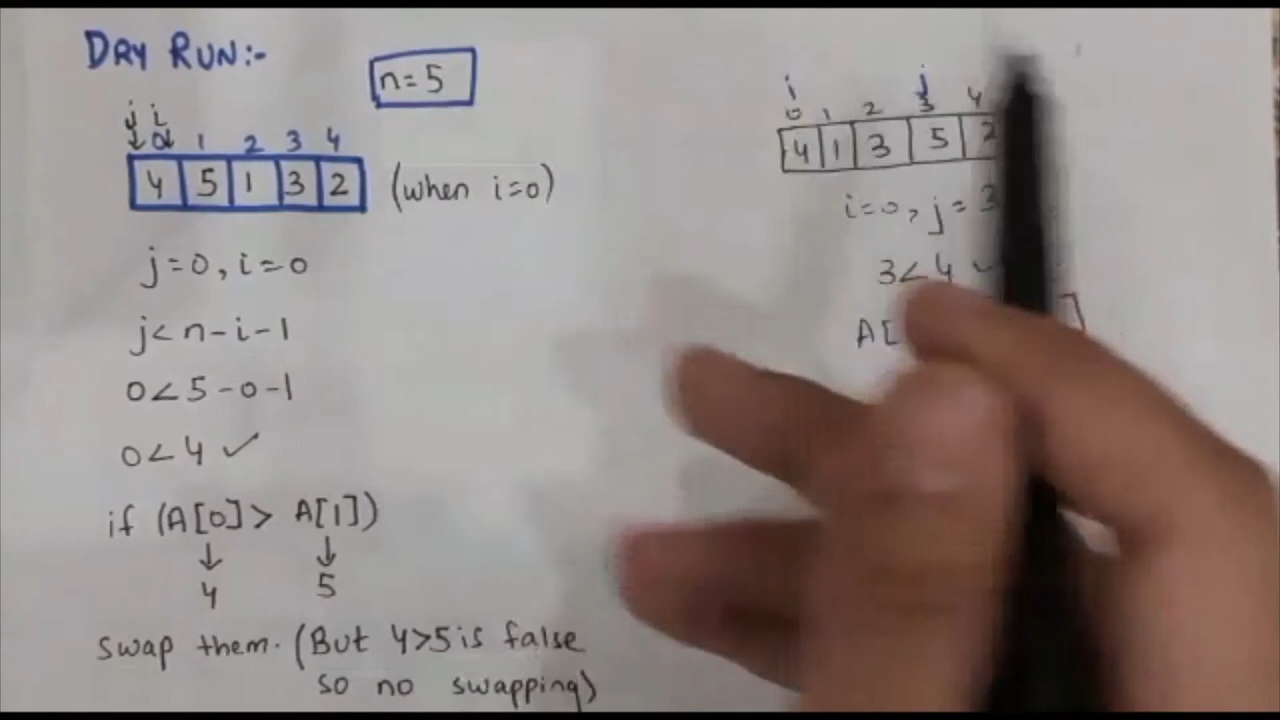 DRY RUN:-
n=5
j i
0 1 2 3 4
4 5 1 3 2 (when i=0)
j=0, i=0
j<n-i-1
0<5-0-1
0<4 ✓
if (A[0]> A[1])
↓ ↓
4 5
swap them. (But 4>5 is false
so no swapping)
i j
0 1 2 3 4
4 1 3 5 2
i=0, j=3
3<4 ✓
A[ ]